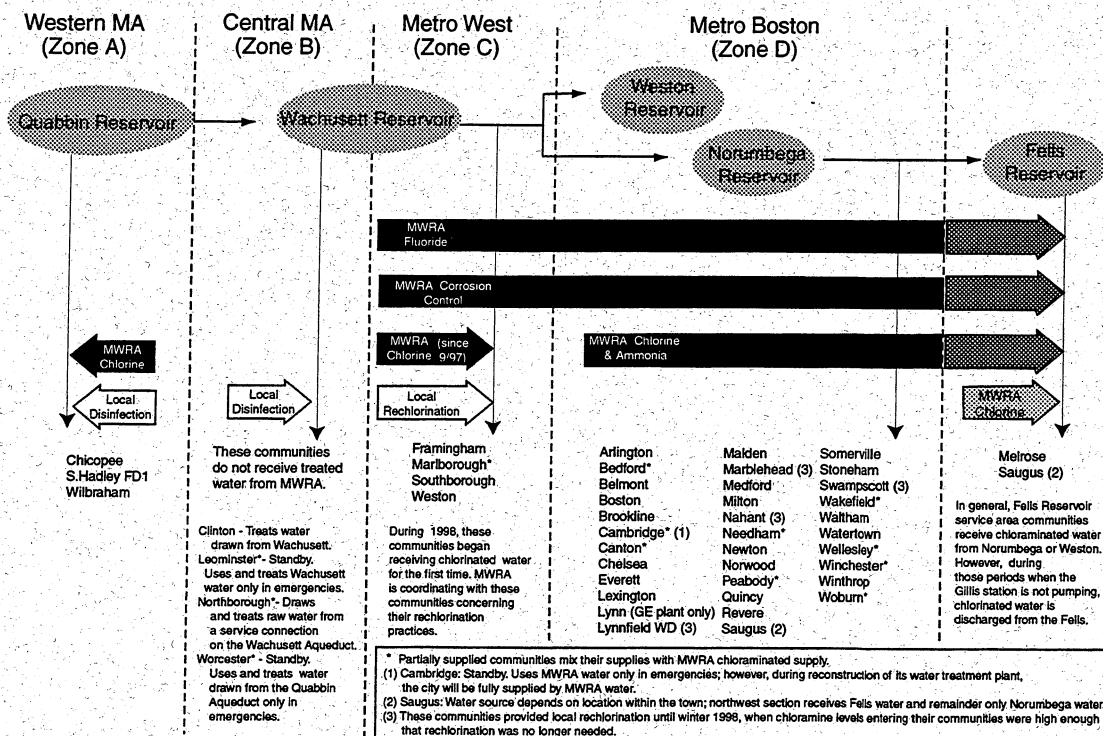 Western MA
(Zone A)
Central MA
(Zone B)
Metro West
(Zone C)
Metro Boston
(Zone D)
Quabbin Reservoir
Wachusett Reservoir
Weston
Reservoir
Norumbega
Reservoir
Fells
Reservoir
MWRA
Fluoride
MWRA Corrosion
Control
MWRA
Chlorine
MWRA (since
Chlorine 9/97)
MWRA Chlorine
& Ammonia
Local
Disinfection
Local
Disinfection
Local
Rechlorination
MWRA
Chlorine
Chicopee
S.Hadley FD1
Wilbraham
These communities
do not receive treated
water from MWRA.
Clinton - Treats water
drawn from Wachusett.
Leominster* - Standby.
Uses and treats Wachusett
water only in emergencies.
Northborough* - Draws
and treats raw water from
a service connection
on the Wachusett Aqueduct.
Worcester* - Standby.
Uses and treats water
drawn from the Quabbin
Aqueduct only in
emergencies.
Framingham
Marlborough*
Southborough
Weston
During 1998, these
communities began
receiving chlorinated water
for the first time. MWRA
is coordinating with these
communities concerning
their rechlorination
practices.
Arlington
Bedford*
Belmont
Boston
Brookline
Cambridge* (1)
Canton*
Chelsea
Everett
Lexington
Lynn (GE plant only)
Lynnfield WD (3)
Malden
Marblehead (3)
Medford
Milton
Nahant (3)
Needham*
Newton
Norwood
Peabody*
Quincy
Revere
Saugus (2)
Somerville
Stoneham
Swampscott (3)
Wakefield*
Waltham
Watertown
Wellesley*
Winchester*
Winthrop
Woburn*
Melrose
Saugus (2)
In general, Fells Reservoir
service area communities
receive chloraminated water
from Norumbega or Weston.
However, during
those periods when the
Gillis station is not pumping,
chlorinated water is
discharged from the Fells.
* Partially supplied communities mix their supplies with MWRA chloraminated supply.
(1) Cambridge: Standby. Uses MWRA water only in emergencies; however, during reconstruction of its water treatment plant,
the city will be fully supplied by MWRA water.
(2) Saugus: Water source depends on location within the town; northwest section receives Fells water and remainder only Norumbega water.
(3) These communities provided local rechlorination until winter 1998, when chloramine levels entering their communities were high enough
that rechlorination was no longer needed.